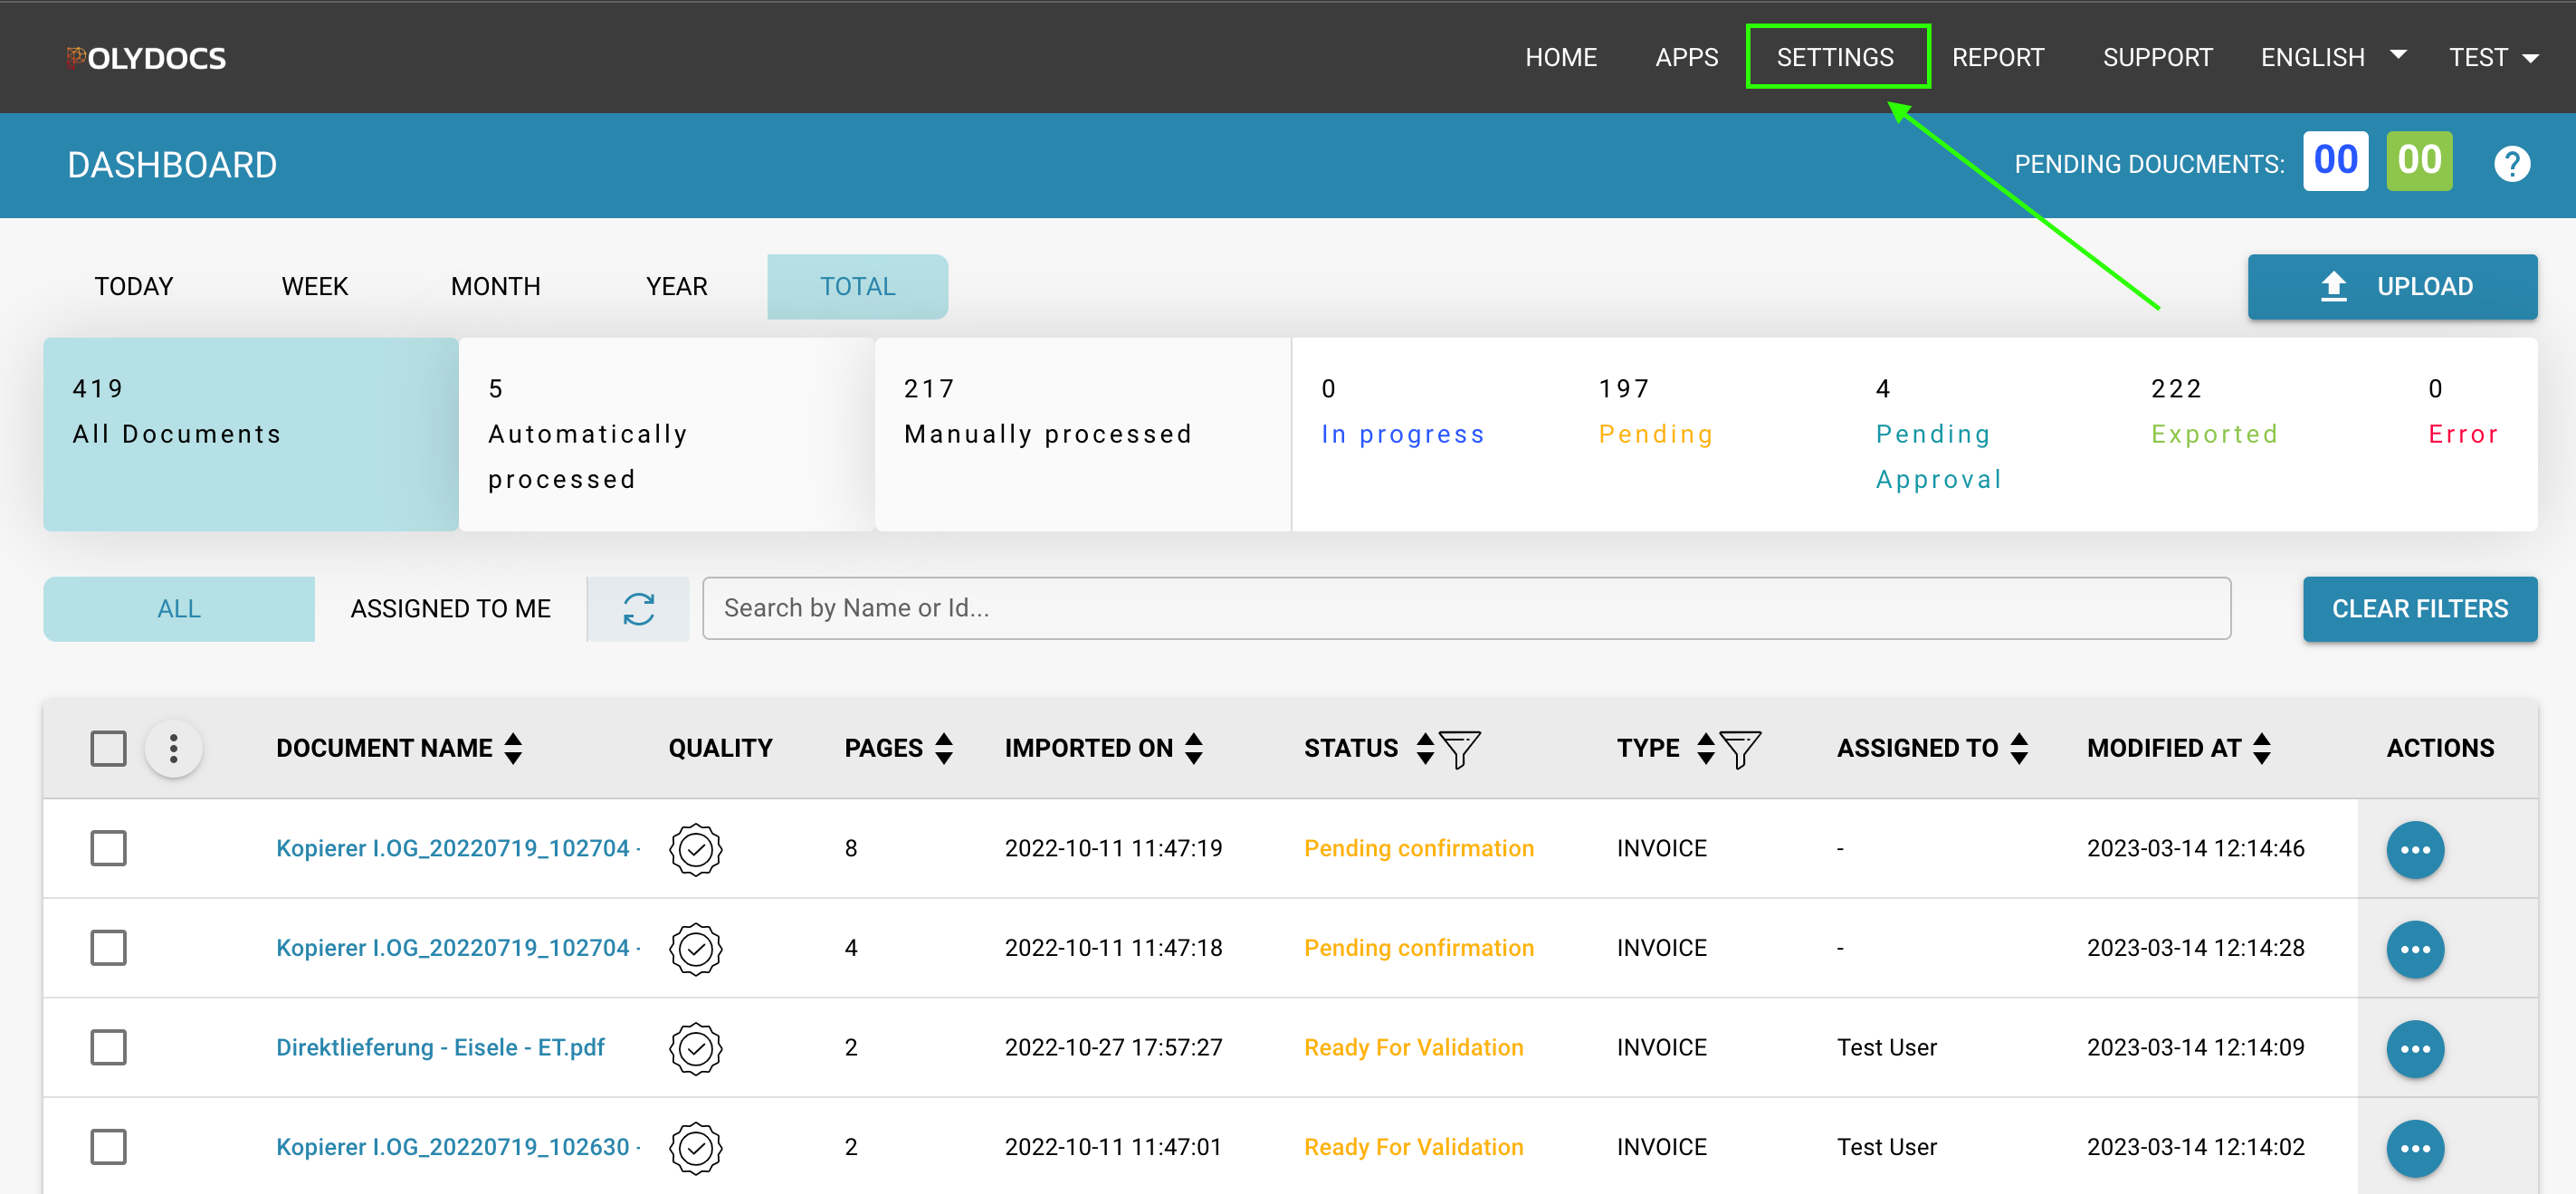 POLYDOCS
HOME APPS SETTINGS REPORT SUPPORT ENGLISH TEST
DASHBOARD
PENDING DOUCMENTS: 00 00 ?
TODAY WEEK MONTH YEAR TOTAL
UPLOAD
419
All Documents
5
Automatically
processed
217
Manually processed
0
In progress
197
Pending
4
Pending
Approval
222
Exported
0
Error
ALL ASSIGNED TO ME Search by Name or Id... CLEAR FILTERS
DOCUMENT NAME QUALITY PAGES IMPORTED ON STATUS TYPE ASSIGNED TO MODIFIED AT ACTIONS
Kopierer I.OG_20220719_102704 - 8 2022-10-11 11:47:19 Pending confirmation INVOICE - 2023-03-14 12:14:46
Kopierer I.OG_20220719_102704 - 4 2022-10-11 11:47:18 Pending confirmation INVOICE - 2023-03-14 12:14:28
Direktlieferung - Eisele - ET.pdf 2 2022-10-27 17:57:27 Ready For Validation INVOICE Test User 2023-03-14 12:14:09
Kopierer I.OG_20220719_102630 - 2 2022-10-11 11:47:01 Ready For Validation INVOICE Test User 2023-03-14 12:14:02